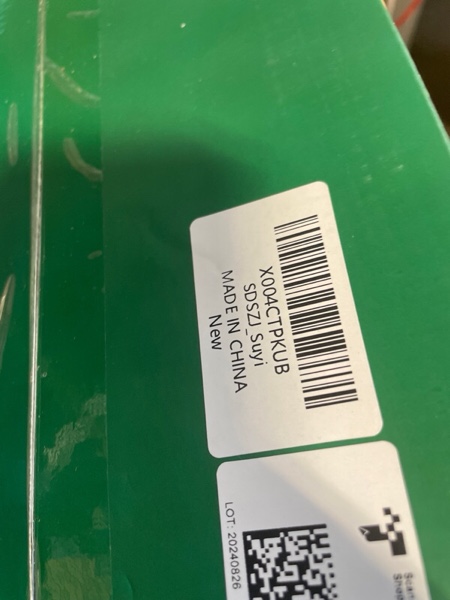 X004CTPKUB
SDSZJ_Suyi
MADE IN CHINA
New
LOT: 20240826